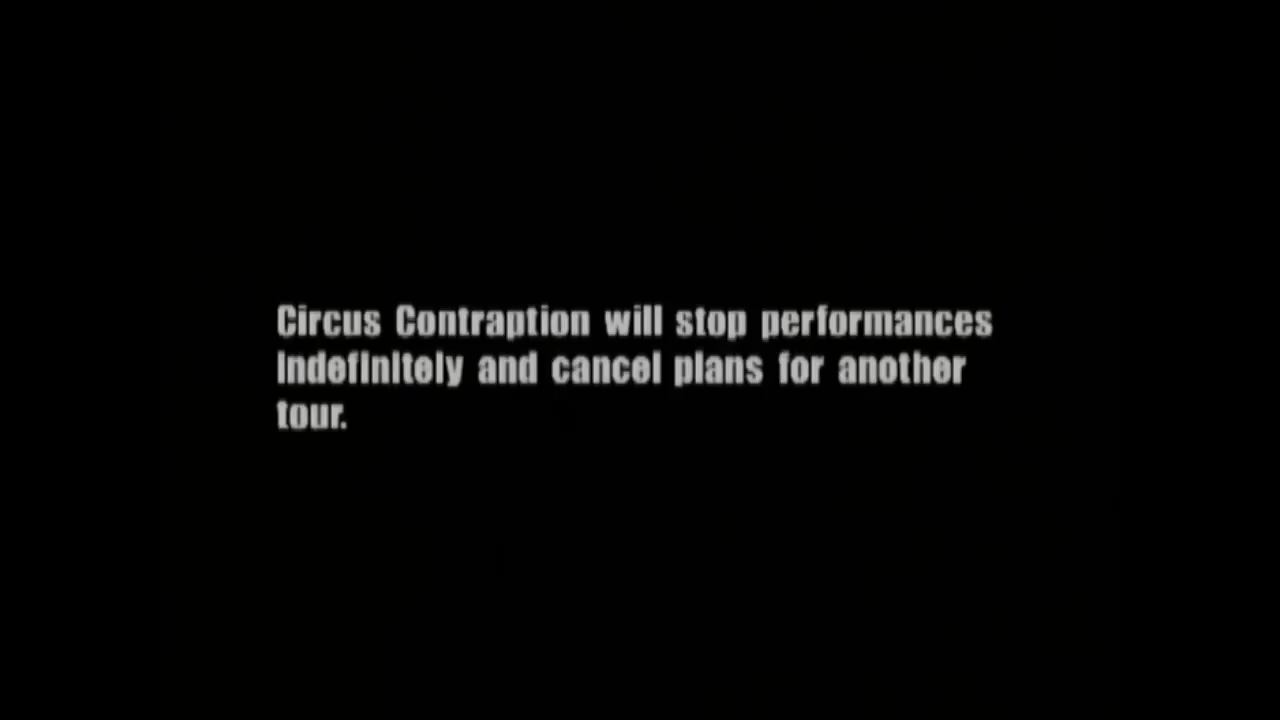 Circus Contraption will stop performances
indefinitely and cancel plans for another
tour.